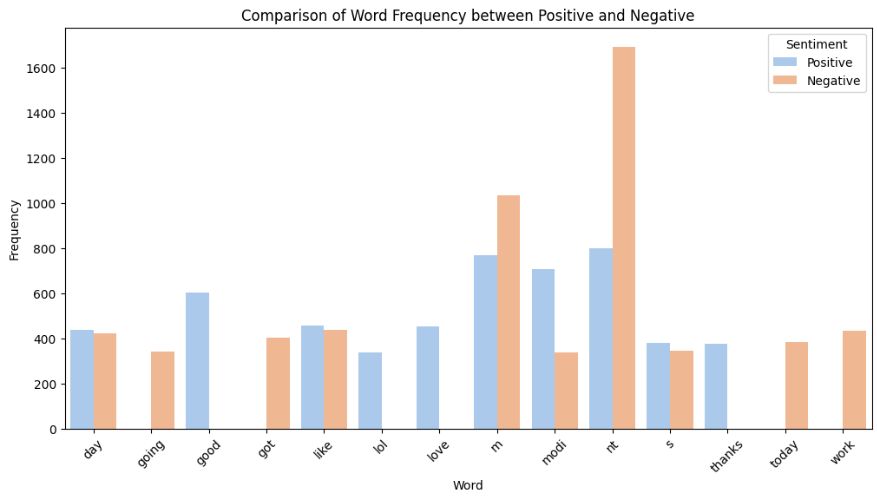 Comparison of Word Frequency between Positive and Negative
Sentiment
Positive
Negative
1600
1400
1200
1000
800
600
400
200
0
Frequency
day going good got like lol love m modi nt s thanks today work
Word